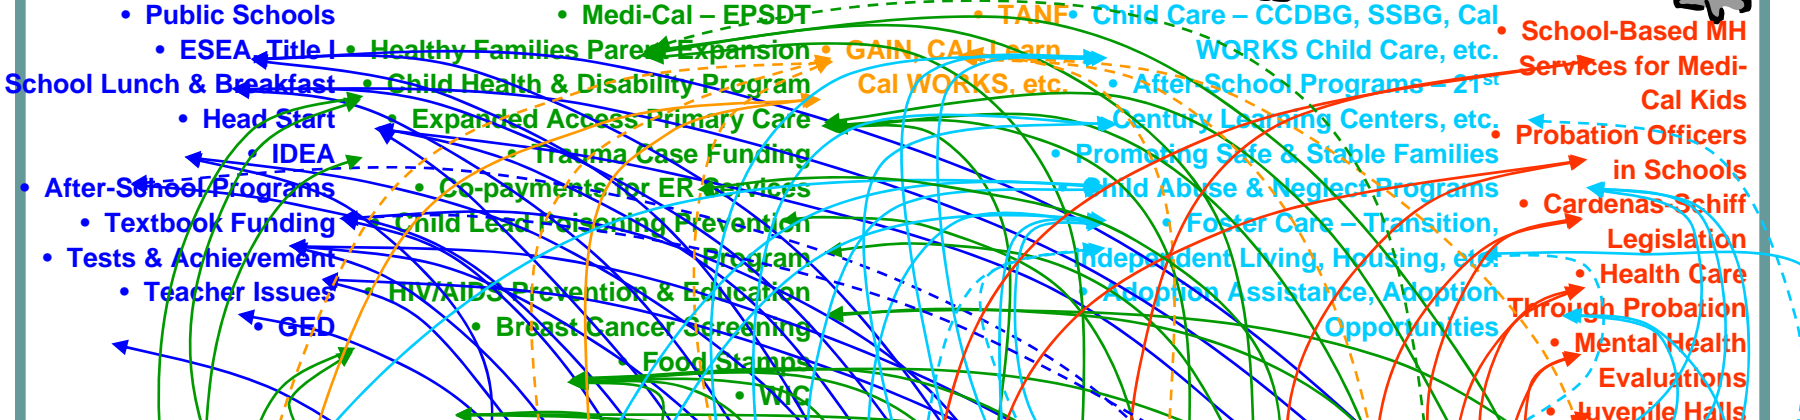 • Public Schools
• ESEA, Title I
School Lunch & Breakfast
• Head Start
• IDEA
• After-School Programs
• Textbook Funding
• Tests & Achievement
• Teacher Issues
• GED
• Medi-Cal – EPSDT
• Healthy Families Parent Expansion
• Child Health & Disability Program
• Expanded Access Primary Care
• Trauma Case Funding
• Co-payments for ER Services
• Child Lead Poisoning Prevention
Program
• HIV/AIDS Prevention & Education
• Breast Cancer Screening
• Food Stamps
• WIC
• TANF
• GAIN, CAL Learn,
Cal WORKS, etc.
• Child Care – CCDBG, SSBG, Cal
WORKS Child Care, etc.
• After-School Programs – 21st
Century Learning Centers, etc.
• Promoting Safe & Stable Families
• Child Abuse & Neglect Programs
• Foster Care – Transition,
Independent Living, Housing, etc.
• Adoption Assistance, Adoption
Opportunities
• School-Based MH
Services for Medi-
Cal Kids
• Probation Officers
in Schools
• Cardenas-Schiff
Legislation
• Health Care
Through Probation
• Mental Health
Evaluations
• Juvenile Halls